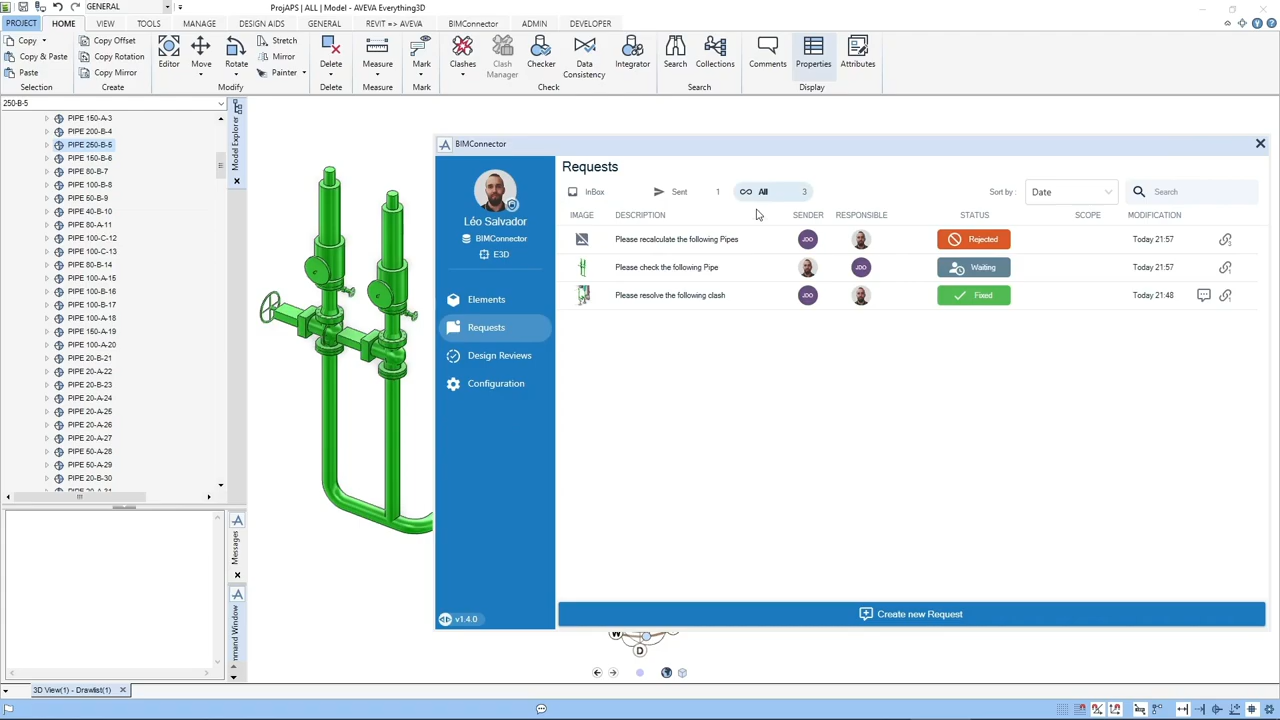 GENERAL
ProjAPS | ALL | Model - AVEVA Everything3D
PROJECT HOME VIEW TOOLS MANAGE DESIGN AIDS GENERAL REVIT => AVEVA BIMConnector ADMIN DEVELOPER
Copy
Copy & Paste
Paste
Selection
Copy Offset
Copy Rotation
Copy Mirror
Create
Editor
Move
Rotate
Stretch
Mirror
Painter
Modify
Delete
Delete
Measure
Measure
Mark
Mark
Clashes
Clash Manager
Checker
Data Consistency
Integrator
Check
Search
Collections
Search
Comments
Properties
Attributes
Display
250-B-5
PIPE 150-A-3
PIPE 200-B-4
PIPE 250-B-5
PIPE 150-B-6
PIPE 80-B-7
PIPE 100-B-8
PIPE 50-B-9
PIPE 40-B-10
PIPE 80-A-11
PIPE 100-C-12
PIPE 100-C-13
PIPE 80-B-14
PIPE 100-A-15
PIPE 100-B-16
PIPE 100-B-17
PIPE 100-A-18
PIPE 150-A-19
PIPE 100-A-20
PIPE 20-B-21
PIPE 20-A-22
PIPE 20-B-23
PIPE 20-A-24
PIPE 20-A-25
PIPE 20-A-26
PIPE 20-A-27
PIPE 50-A-28
PIPE 50-A-29
PIPE 20-B-30
PIPE 20-A-31
Model Explorer
Messages
mmand Window
BIMConnector
Léo Salvador
BIMConnector
E3D
Elements
Requests
Design Reviews
Configuration
v1.4.0
Requests
InBox Sent 1 All 3 Sort by : Date Search
IMAGE DESCRIPTION SENDER RESPONSIBLE STATUS SCOPE MODIFICATION
Please recalculate the following Pipes JDO Rejected Today 21:57
Please check the following Pipe JDO Waiting Today 21:57
Please resolve the following clash JDO Fixed Today 21:48
Create new Request
W
D
3D View(1) - Drawlist(1)